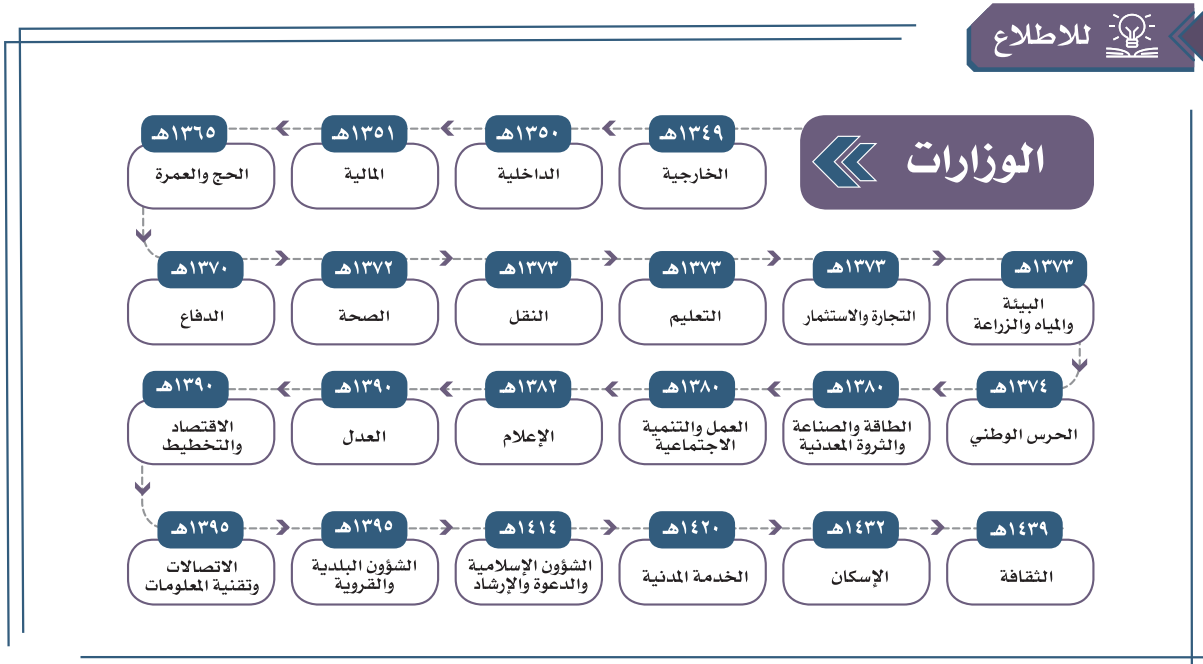 للاطلاع
الوزارات
١٣٤٩هـ
الخارجية
١٣٥٠هـ
الداخلية
١٣٥١هـ
المالية
١٣٦٥هـ
الحج والعمرة
١٣٧٠هـ
الدفاع
١٣٧٢هـ
الصحة
١٣٧٣هـ
النقل
١٣٧٣هـ
التعليم
١٣٧٣هـ
التجارة والاستثمار
١٣٧٣هـ
البيئة
والمياه والزراعة
١٣٧٤هـ
الحرس الوطني
١٣٨٠هـ
الطاقة والصناعة
والثروة المعدنية
١٣٨٠هـ
العمل والتنمية
الاجتماعية
١٣٨٢هـ
الإعلام
١٣٩٠هـ
العدل
١٣٩٠هـ
الاقتصاد
والتخطيط
١٣٩٥هـ
الاتصالات
وتقنية المعلومات
١٣٩٥هـ
الشؤون البلدية
والقروية
١٤١٤هـ
الشؤون الإسلامية
والدعوة والإرشاد
١٤٢٠هـ
الخدمة المدنية
١٤٣٢هـ
الإسكان
١٤٣٩هـ
الثقافة